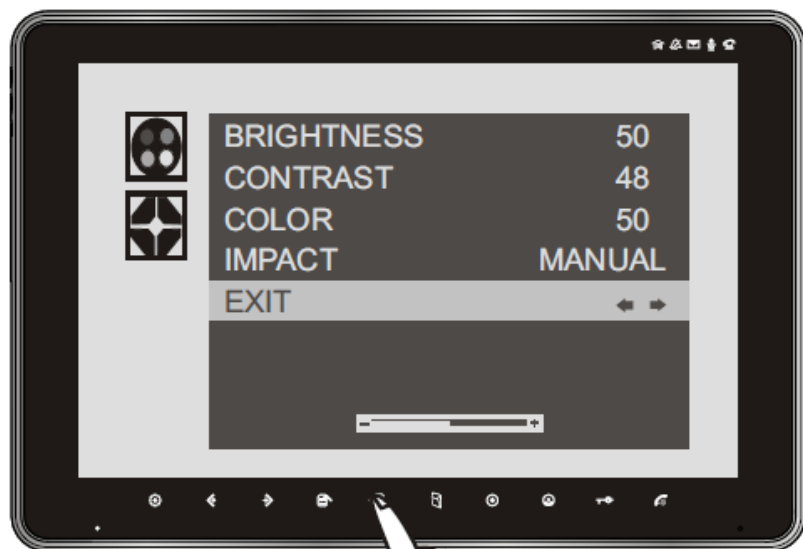 BRIGHTNESS 50
CONTRAST 48
COLOR 50
IMPACT MANUAL
EXIT
- +